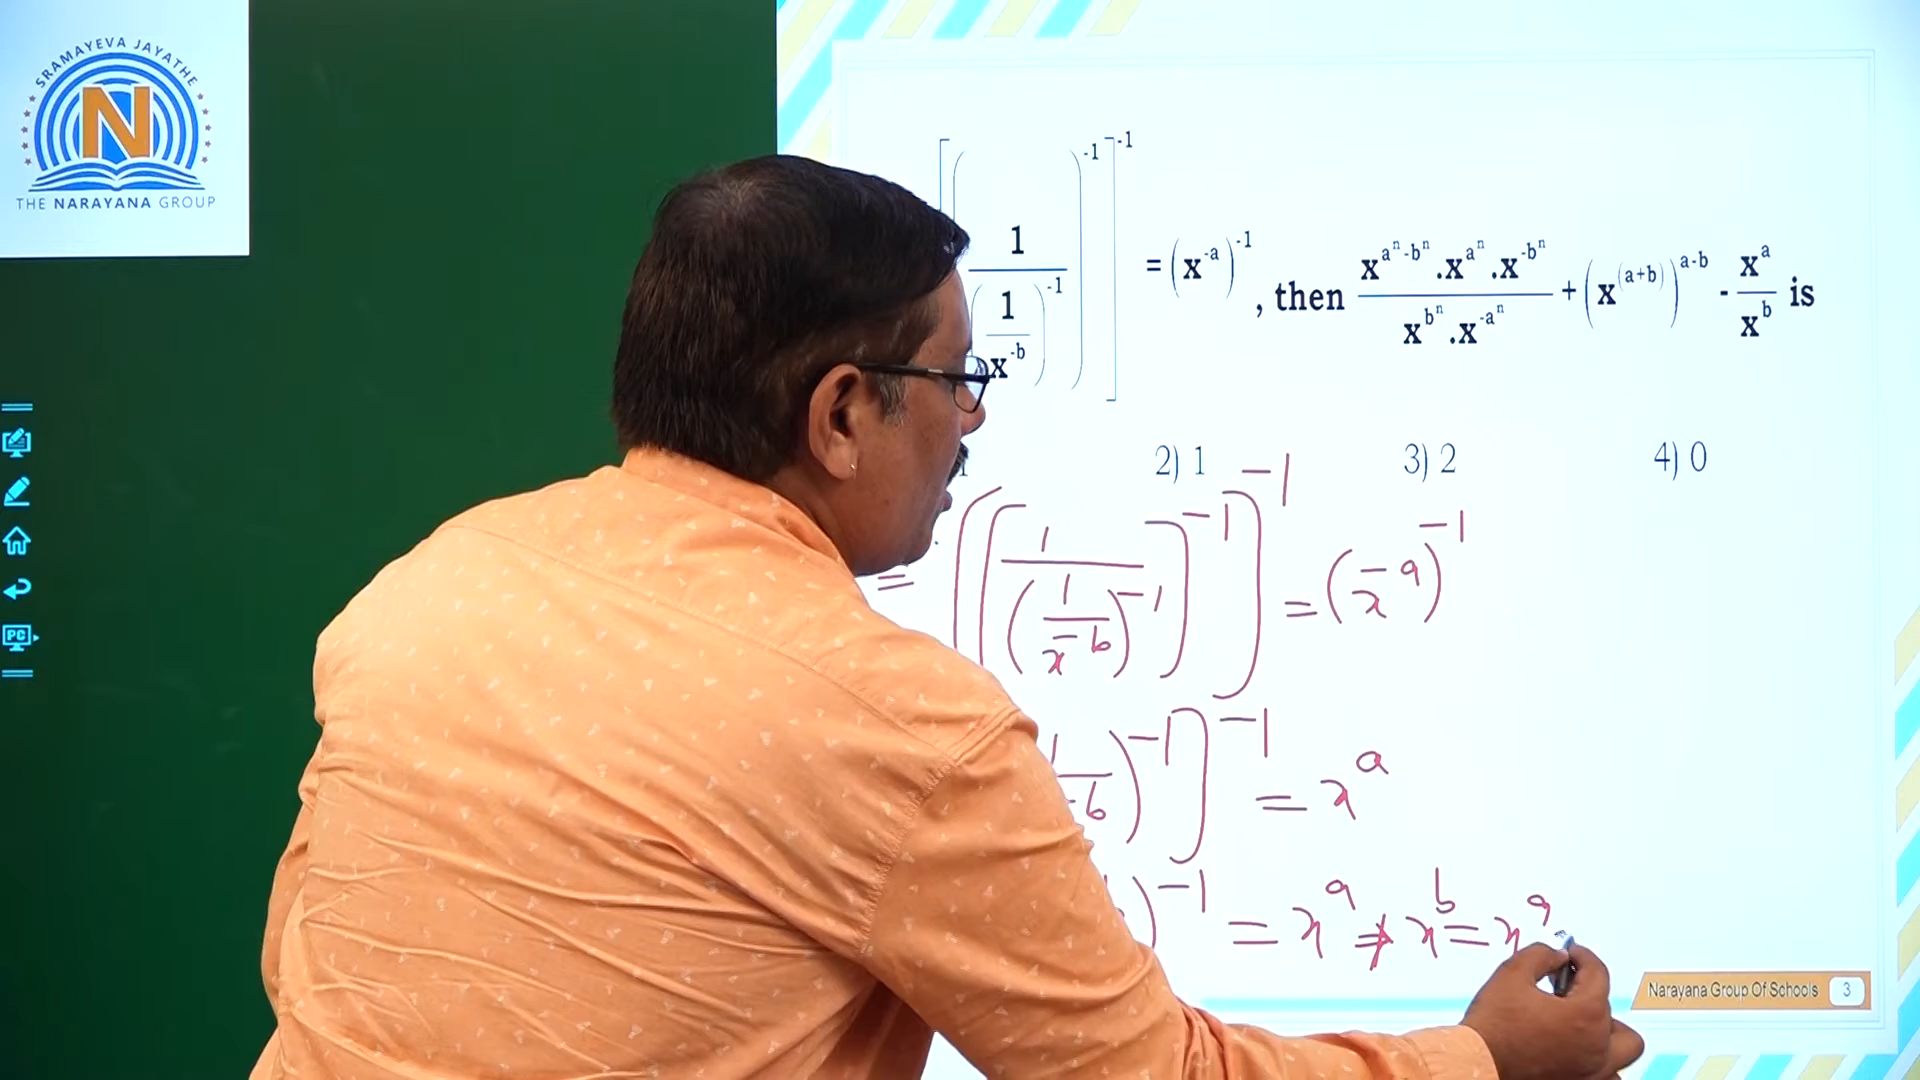 SRAMAYEVA JAYATHE
N
THE NARAYANA GROUP
PC
[( 1 / (1 / x^-b)^-1 )^-1]^-1 = (x^-a)^-1, then (x^(a^n - b^n) . x^(a^n) . x^(-b^n)) / (x^(b^n) . x^(-a^n)) + (x^(a+b))^(a-b) - x^a / x^b is
2) 1 3) 2 4) 0
= [[ 1 / (1 / x^-b)^-1 ]^-1]^-1 = (x^-a)^-1
-b)^-1]^-1 = x^a
)^-1 = x^a ⇒ x^b = x^a
Narayana Group Of Schools 3